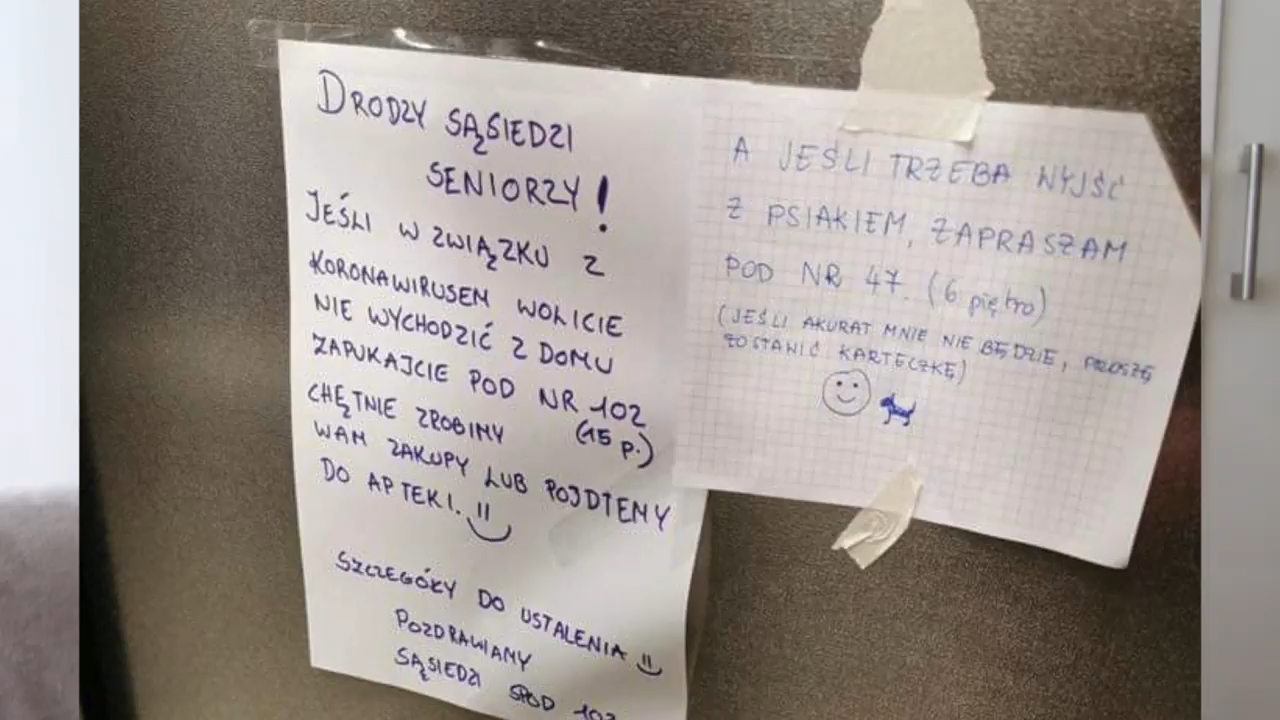 DRODZY SĄSIEDZI
SENIORZY!
JEŚLI W ZWIĄZKU Z
KORONAWIRUSEM WOLICIE
NIE WYCHODZIĆ Z DOMU
ZAPUKAJCIE POD NR 102
(15 p.)
CHĘTNIE ZROBIMY
WAM ZAKUPY LUB PÓJDZIEMY
DO APTEKI.
SZCZEGÓŁY DO USTALENIA
POZDRAWIAMY
SĄSIEDZI SPOD 102
A JEŚLI TRZEBA WYJŚĆ
Z PSIAKIEM, ZAPRASZAM
POD NR 47. (6 piętro)
(JEŚLI AKURAT MNIE NIE BĘDZIE, PROSZĘ
ZOSTAWIĆ KARTECZKĘ)